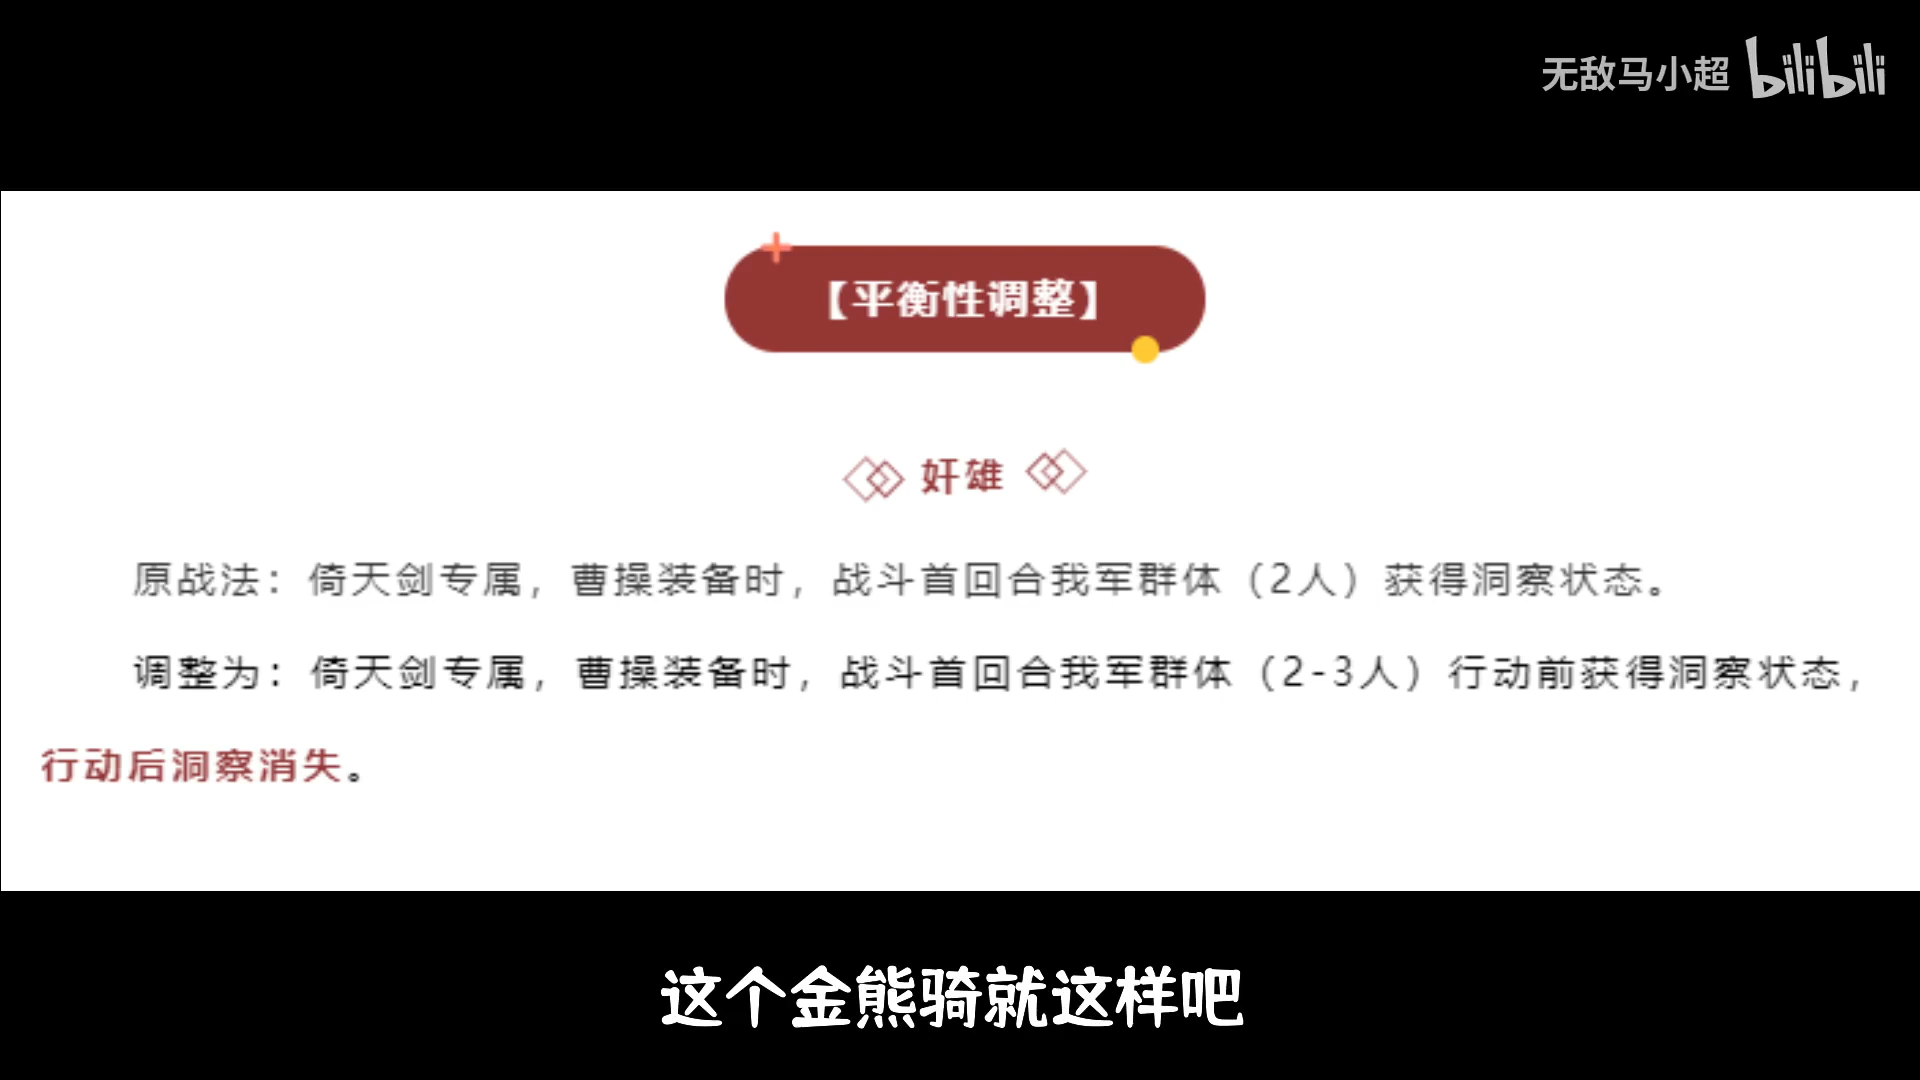 无敌马小超 bilibili
【平衡性调整】
奸雄
原战法：倚天剑专属，曹操装备时，战斗首回合我军群体（2人）获得洞察状态。
调整为：倚天剑专属，曹操装备时，战斗首回合我军群体（2-3人）行动前获得洞察状态，
行动后洞察消失。
这个金熊骑就这样吧